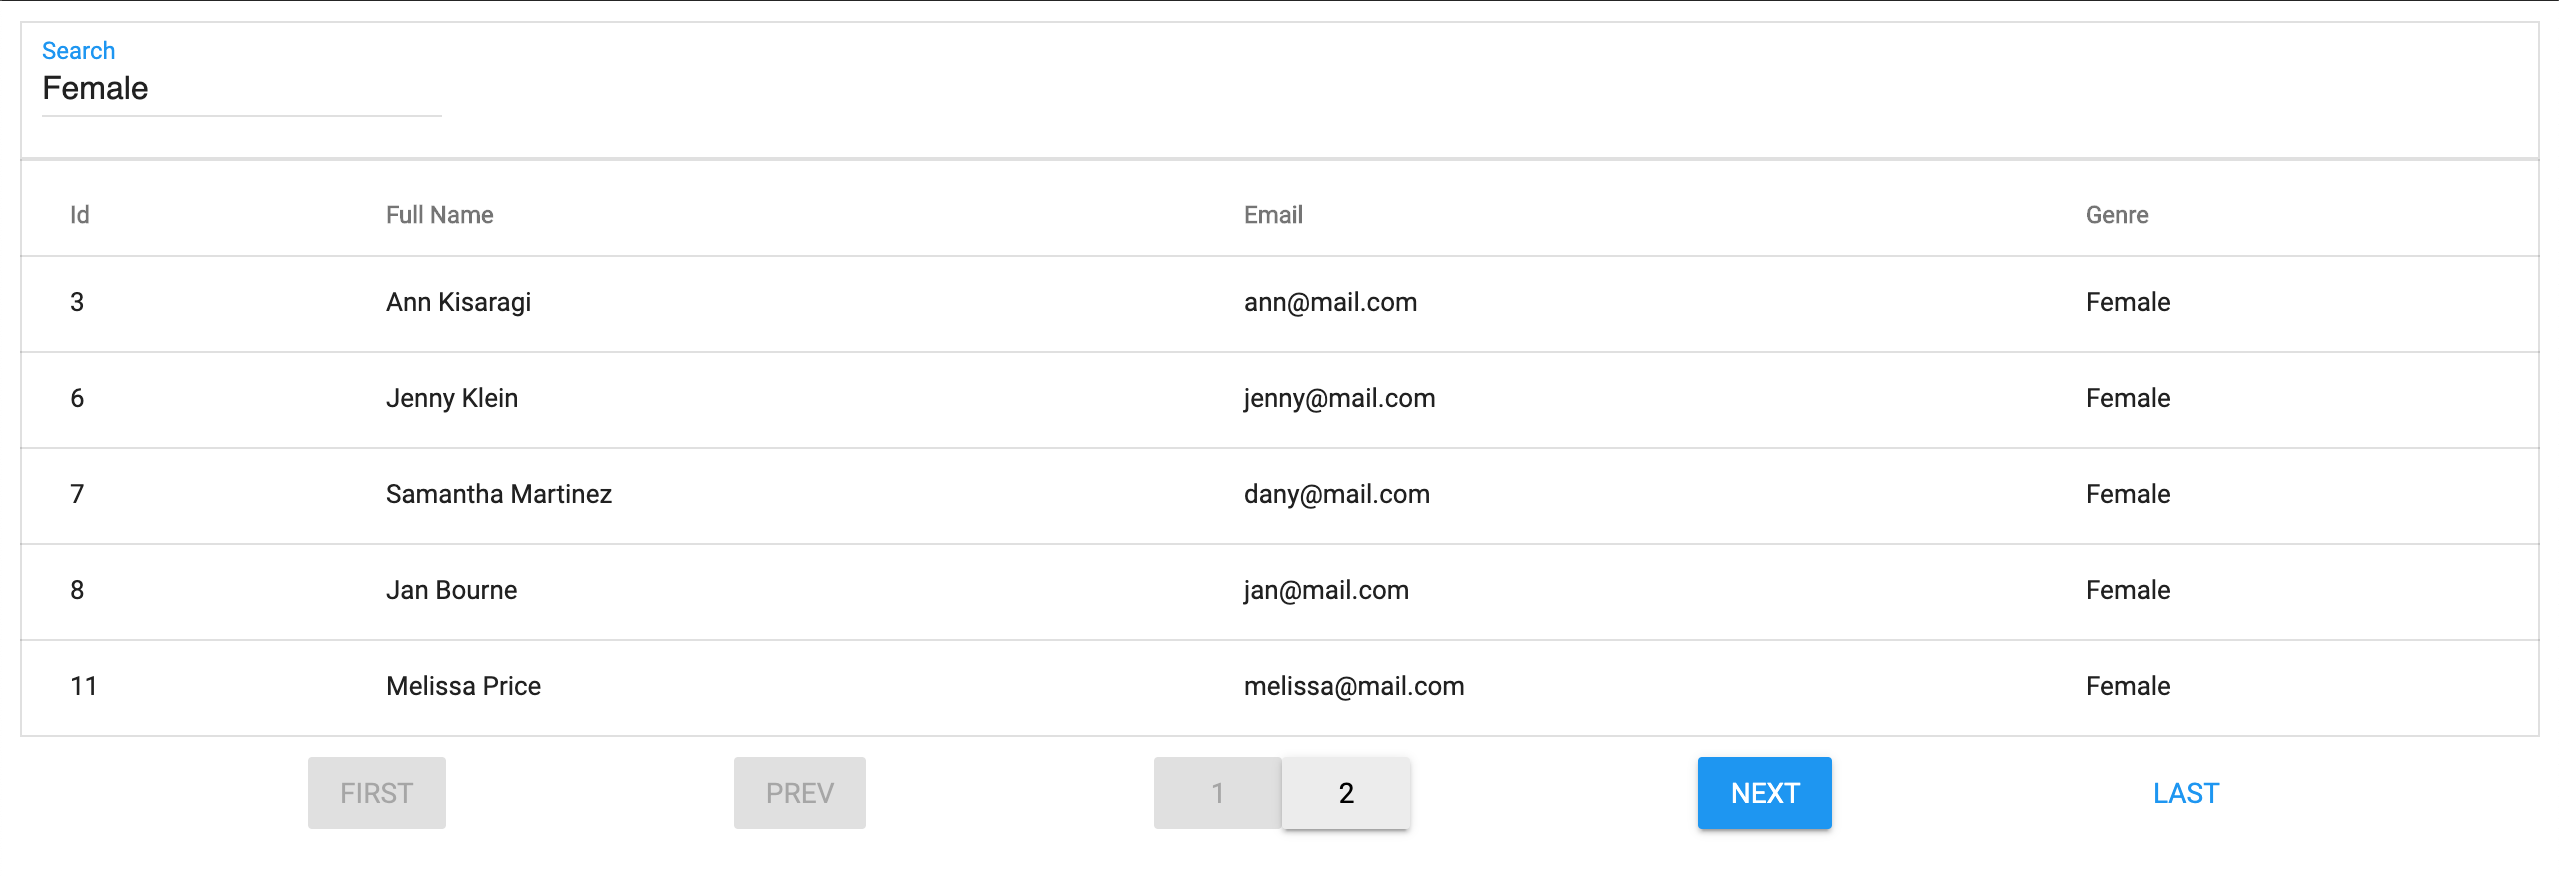 Search
Female
Id Full Name Email Genre
3 Ann Kisaragi ann@mail.com Female
6 Jenny Klein jenny@mail.com Female
7 Samantha Martinez dany@mail.com Female
8 Jan Bourne jan@mail.com Female
11 Melissa Price melissa@mail.com Female
FIRST PREV 1 2 NEXT LAST